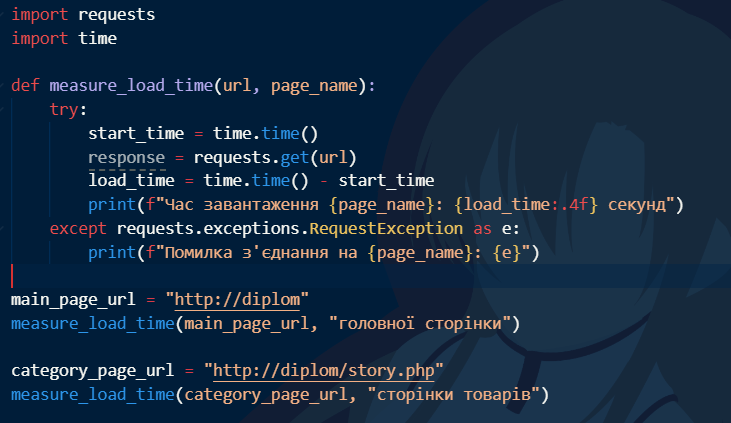 import requests
import time
def measure_load_time(url, page_name):
    try:
        start_time = time.time()
        response = requests.get(url)
        load_time = time.time() - start_time
        print(f"Час завантаження {page_name}: {load_time:.4f} секунд")
    except requests.exceptions.RequestException as e:
        print(f"Помилка з'єднання на {page_name}: {e}")
main_page_url = "http://diplom"
measure_load_time(main_page_url, "головної сторінки")
category_page_url = "http://diplom/story.php"
measure_load_time(category_page_url, "сторінки товарів")